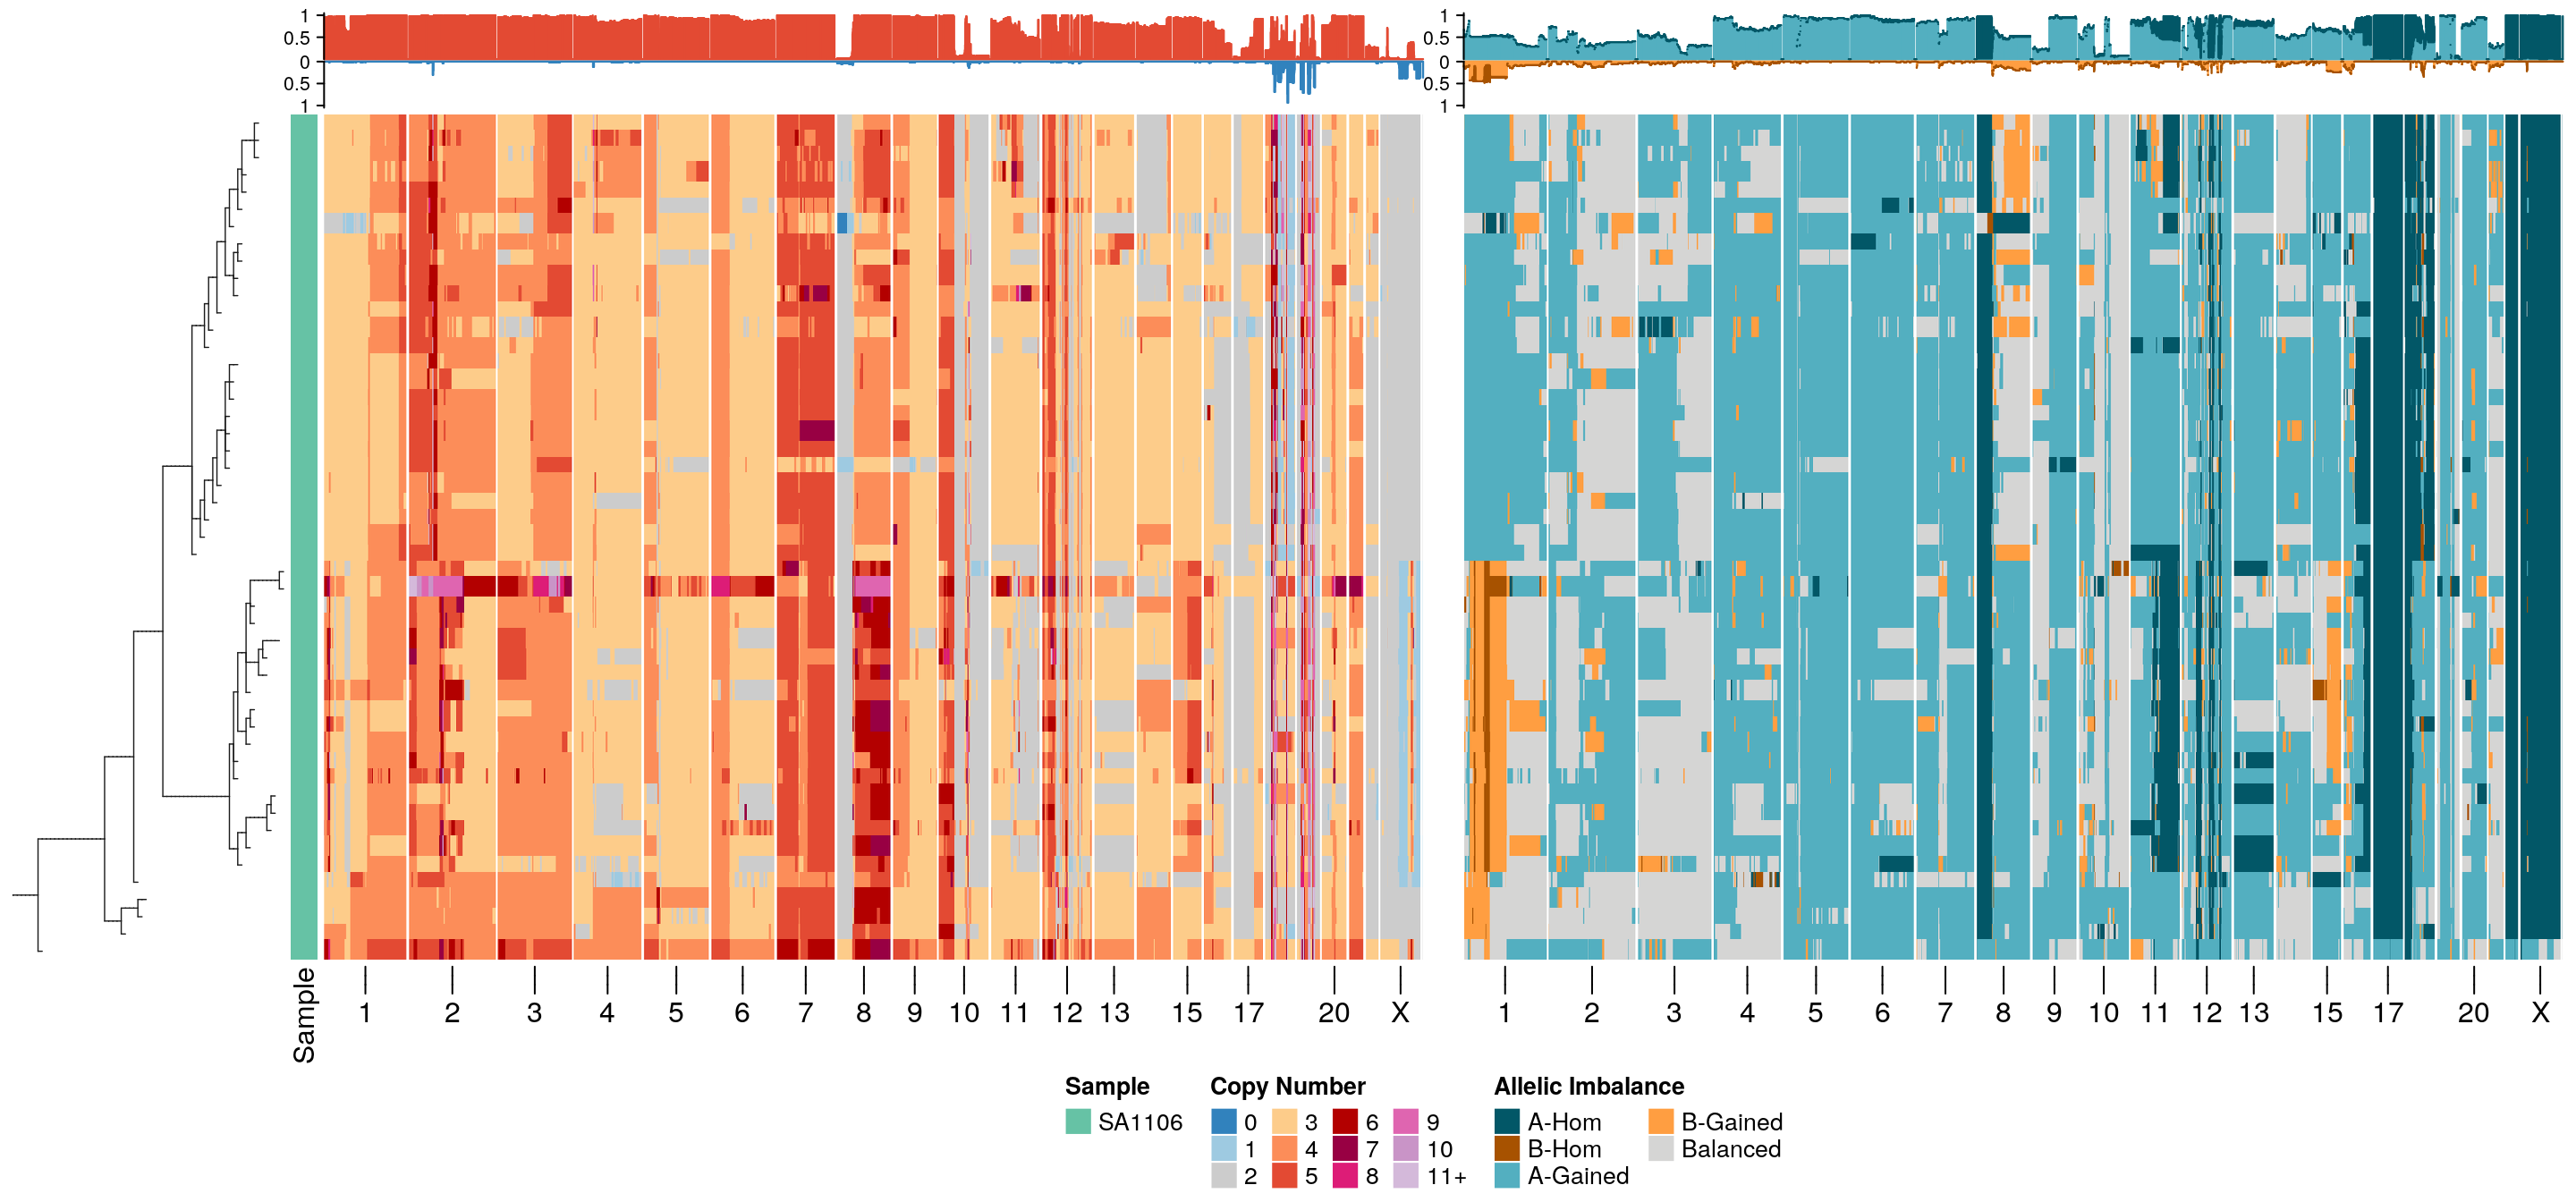 1
0.5
0
0.5
1
1
0.5
0
0.5
1
Sample
1 2 3 4 5 6 7 8 9 10 11 12 13 15 17 20 X
1 2 3 4 5 6 7 8 9 10 11 12 13 15 17 20 X
Sample
SA1106
Copy Number
0 3 6 9
1 4 7 10
2 5 8 11+
Allelic Imbalance
A-Hom B-Gained
B-Hom Balanced
A-Gained